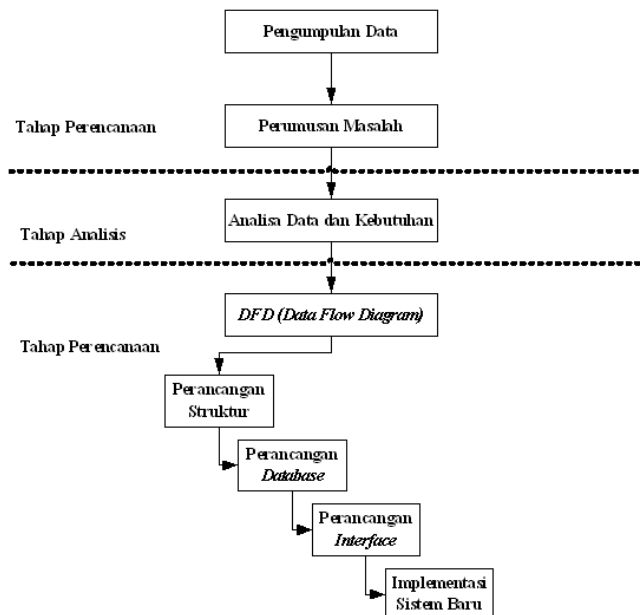 Pengumpulan Data
Tahap Perencanaan
Perumusan Masalah
Tahap Analisis
Analisa Data dan Kebutuhan
DFD (Data Flow Diagram)
Tahap Perencanaan
Perancangan
Struktur
Perancangan
Database
Perancangan
Interface
Implementasi
Sistem Baru